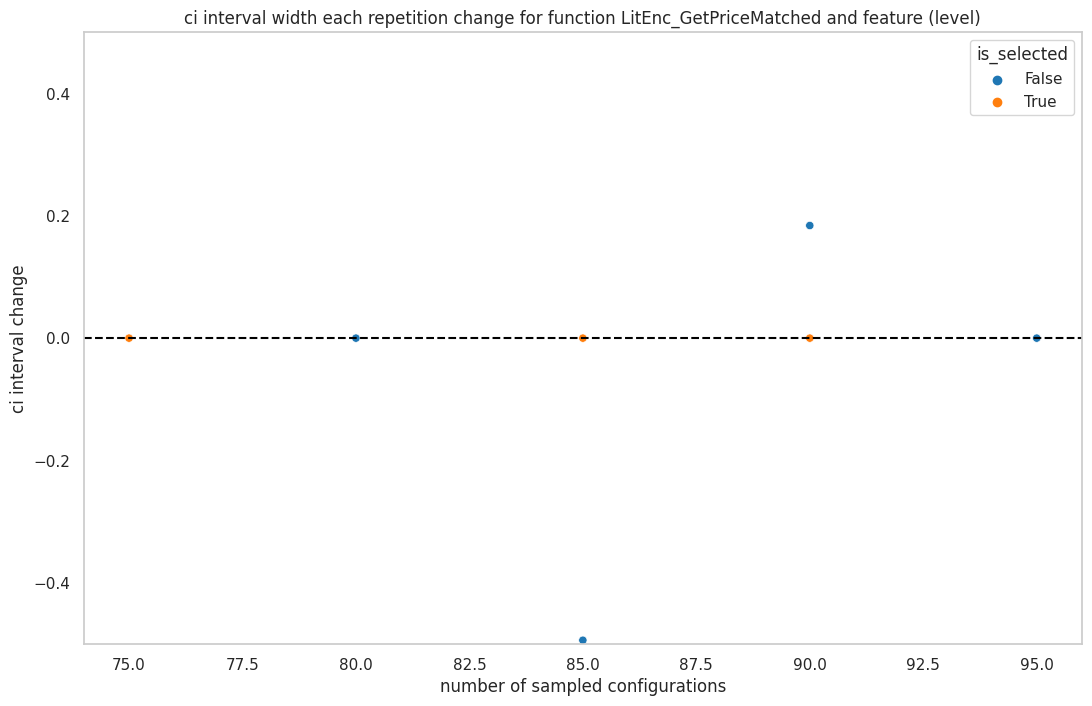 ci interval width each repetition change for function LitEnc_GetPriceMatched and feature (level)
is_selected
False
True
0.4
0.2
0.0
−0.2
−0.4
ci interval change
75.0 77.5 80.0 82.5 85.0 87.5 90.0 92.5 95.0
number of sampled configurations